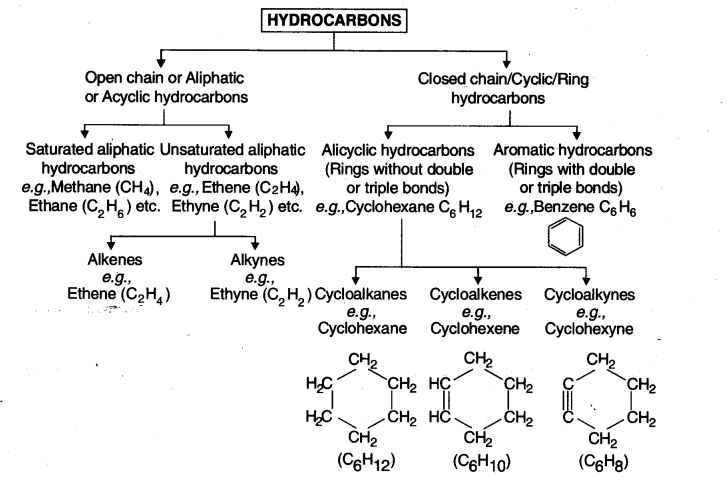 HYDROCARBONS
Open chain or Aliphatic
or Acyclic hydrocarbons
Closed chain/Cyclic/Ring
hydrocarbons
Saturated aliphatic
hydrocarbons
e.g.,Methane (CH₄),
Ethane (C₂H₆) etc.
Unsaturated aliphatic
hydrocarbons
e.g., Ethene (C₂H₄),
Ethyne (C₂H₂) etc.
Alicyclic hydrocarbons
(Rings without double
or triple bonds)
e.g.,Cyclohexane C₆H₁₂
Aromatic hydrocarbons
(Rings with double
or triple bonds)
e.g.,Benzene C₆H₆
Alkenes
e.g.,
Ethene (C₂H₄)
Alkynes
e.g.,
Ethyne (C₂H₂)
Cycloalkanes
e.g.,
Cyclohexane
Cycloalkenes
e.g.,
Cyclohexene
Cycloalkynes
e.g.,
Cyclohexyne
CH₂
H₂C CH₂
H₂C CH₂
CH₂
(C₆H₁₂)
CH₂
HC CH₂
HC CH₂
CH₂
(C₆H₁₀)
CH₂
C CH₂
C CH₂
CH₂
(C₆H₈)